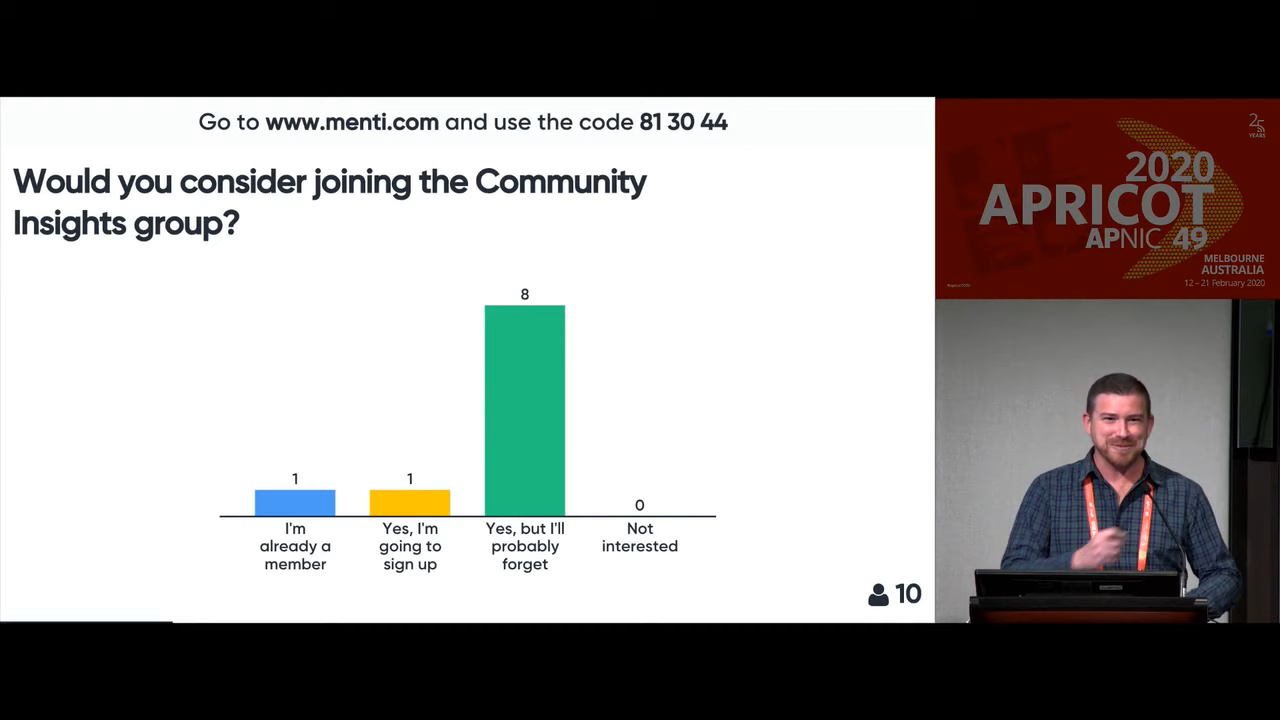 Go to www.menti.com and use the code 81 30 44
Would you consider joining the Community
Insights group?
1
1
8
0
I'm
already a
member
Yes, I'm
going to
sign up
Yes, but I'll
probably
forget
Not
interested
10
25
YEARS
2020
APRICOT
APNIC 49
MELBOURNE
AUSTRALIA
12 – 21 February 2020